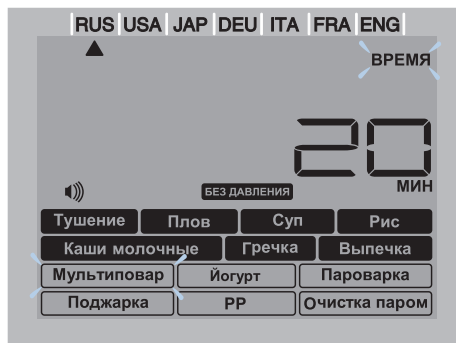 RUS USA JAP DEU ITA FRA ENG
ВРЕМЯ
20
МИН
БЕЗ ДАВЛЕНИЯ
Тушение Плов Суп Рис
Каши молочные Гречка Выпечка
Мультиповар Йогурт Пароварка
Поджарка PP Очистка паром